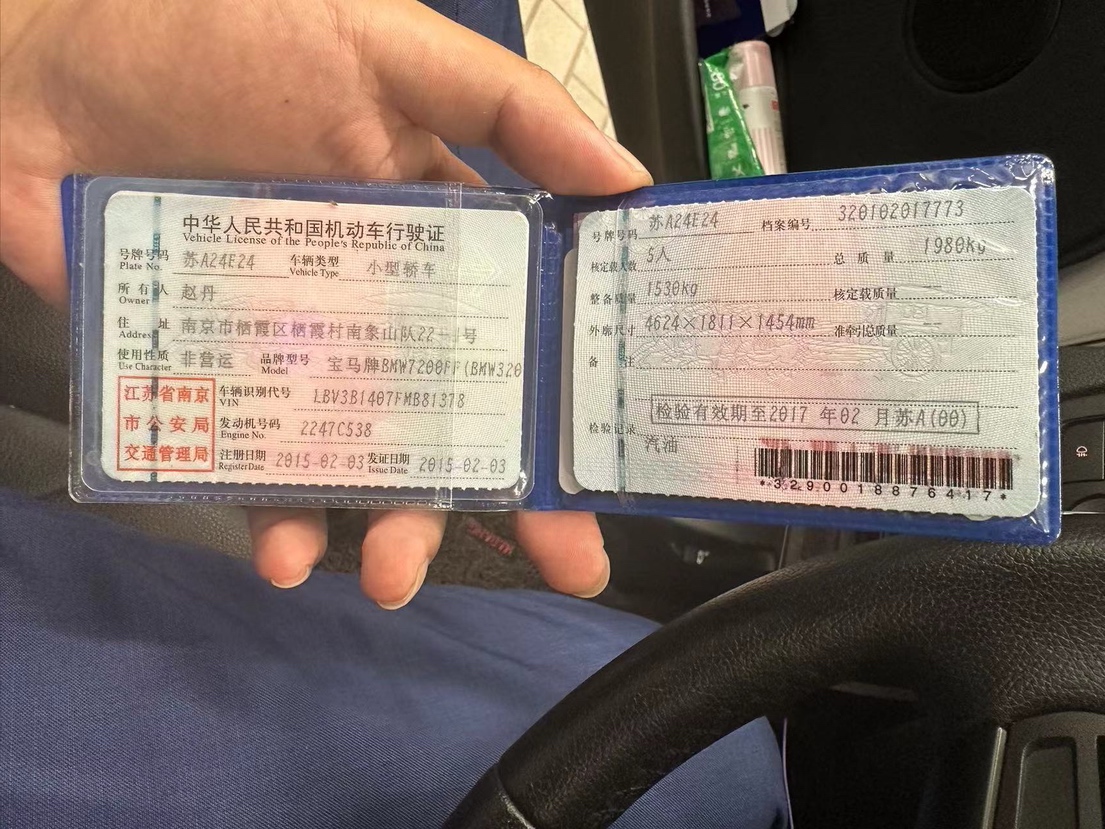 中华人民共和国机动车行驶证
Vehicle License of the People's Republic of China
号牌号码 Plate No. 苏A24E24 车辆类型 Vehicle Type 小型轿车
所有人 Owner 赵丹
住址 Address 南京市栖霞区栖霞村南象山队22-1号
使用性质 Use Character 非营运 品牌型号 Model 宝马牌BMW7200FF(BMW320
江苏省南京
市公安局
交通管理局
车辆识别代号 VIN LBV3B1407FMB81378
发动机号码 Engine No. 2247C538
注册日期 Register Date 2015-02-03 发证日期 Issue Date 2015-02-03
号牌号码 苏A24E24 档案编号 320102017773
核定载人数 5人 总质量 1980kg
整备质量 1530kg 核定载质量
外廓尺寸 4624×1811×1454mm 准牵引总质量
备注
检验有效期至2017年02月苏A(00)
检验记录
汽油
*3290018876417*